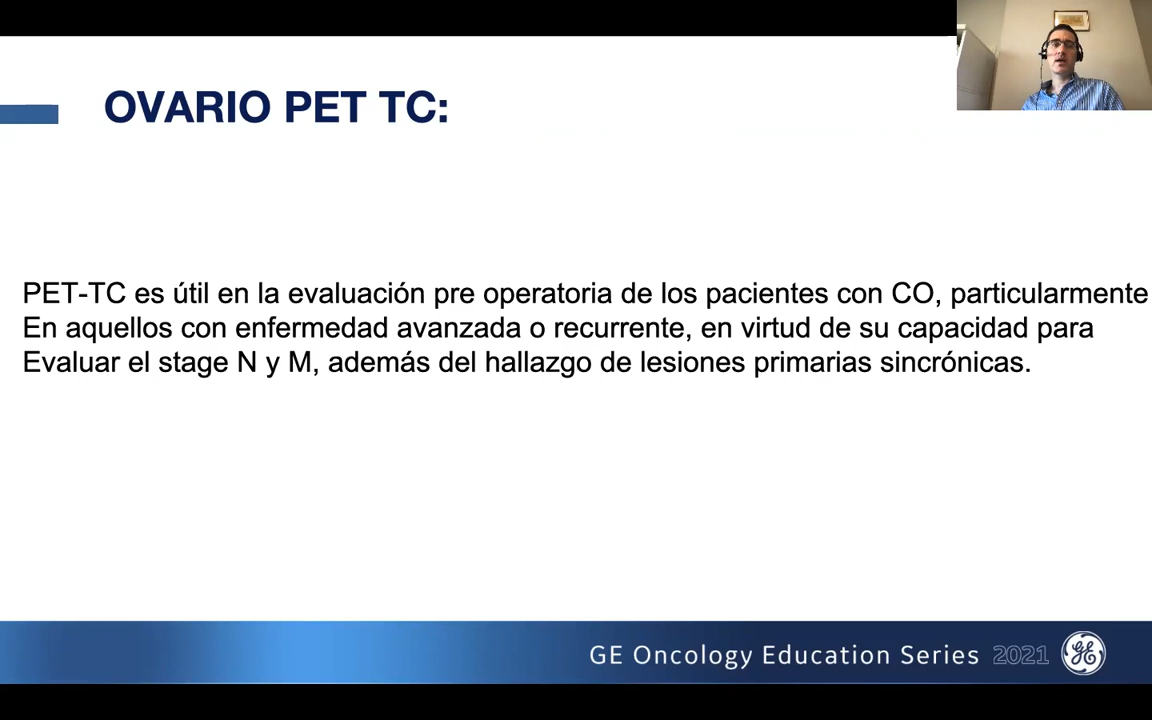 OVARIO PET TC:
PET-TC es útil en la evaluación pre operatoria de los pacientes con CO, particularmente
En aquellos con enfermedad avanzada o recurrente, en virtud de su capacidad para
Evaluar el stage N y M, además del hallazgo de lesiones primarias sincrónicas.
GE Oncology Education Series 2021
GE